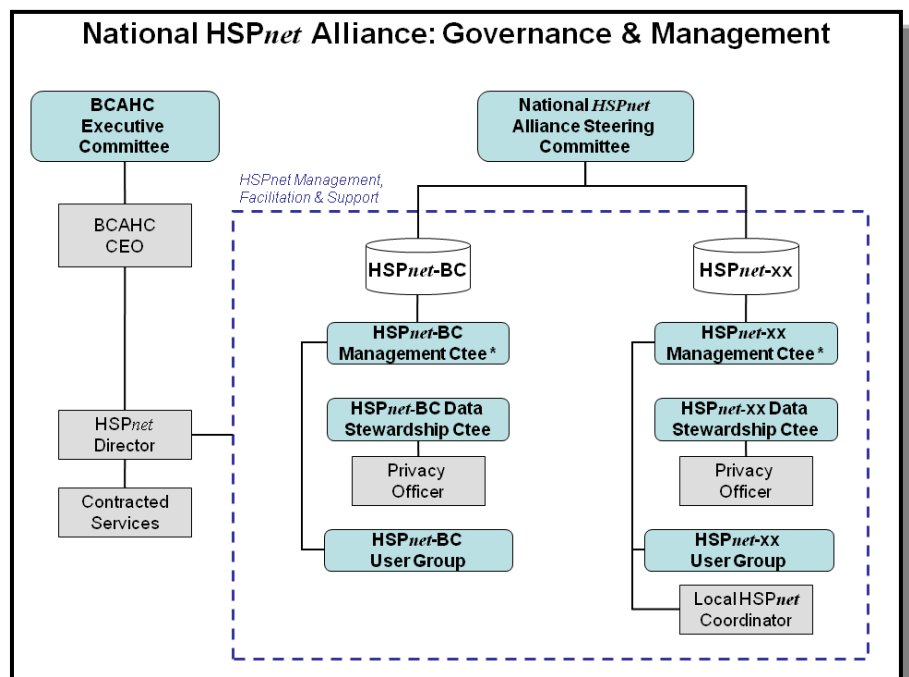 National HSPnet Alliance: Governance & Management
BCAHC
Executive
Committee
National HSPnet
Alliance Steering
Committee
HSPnet Management,
Facilitation & Support
BCAHC
CEO
HSPnet-BC
HSPnet-xx
HSPnet-BC
Management Ctee*
HSPnet-xx
Management Ctee*
HSPnet-BC Data
Stewardship Ctee
HSPnet-xx Data
Stewardship Ctee
HSPnet
Director
Privacy
Officer
Privacy
Officer
Contracted
Services
HSPnet-BC
User Group
HSPnet-xx
User Group
Local HSPnet
Coordinator